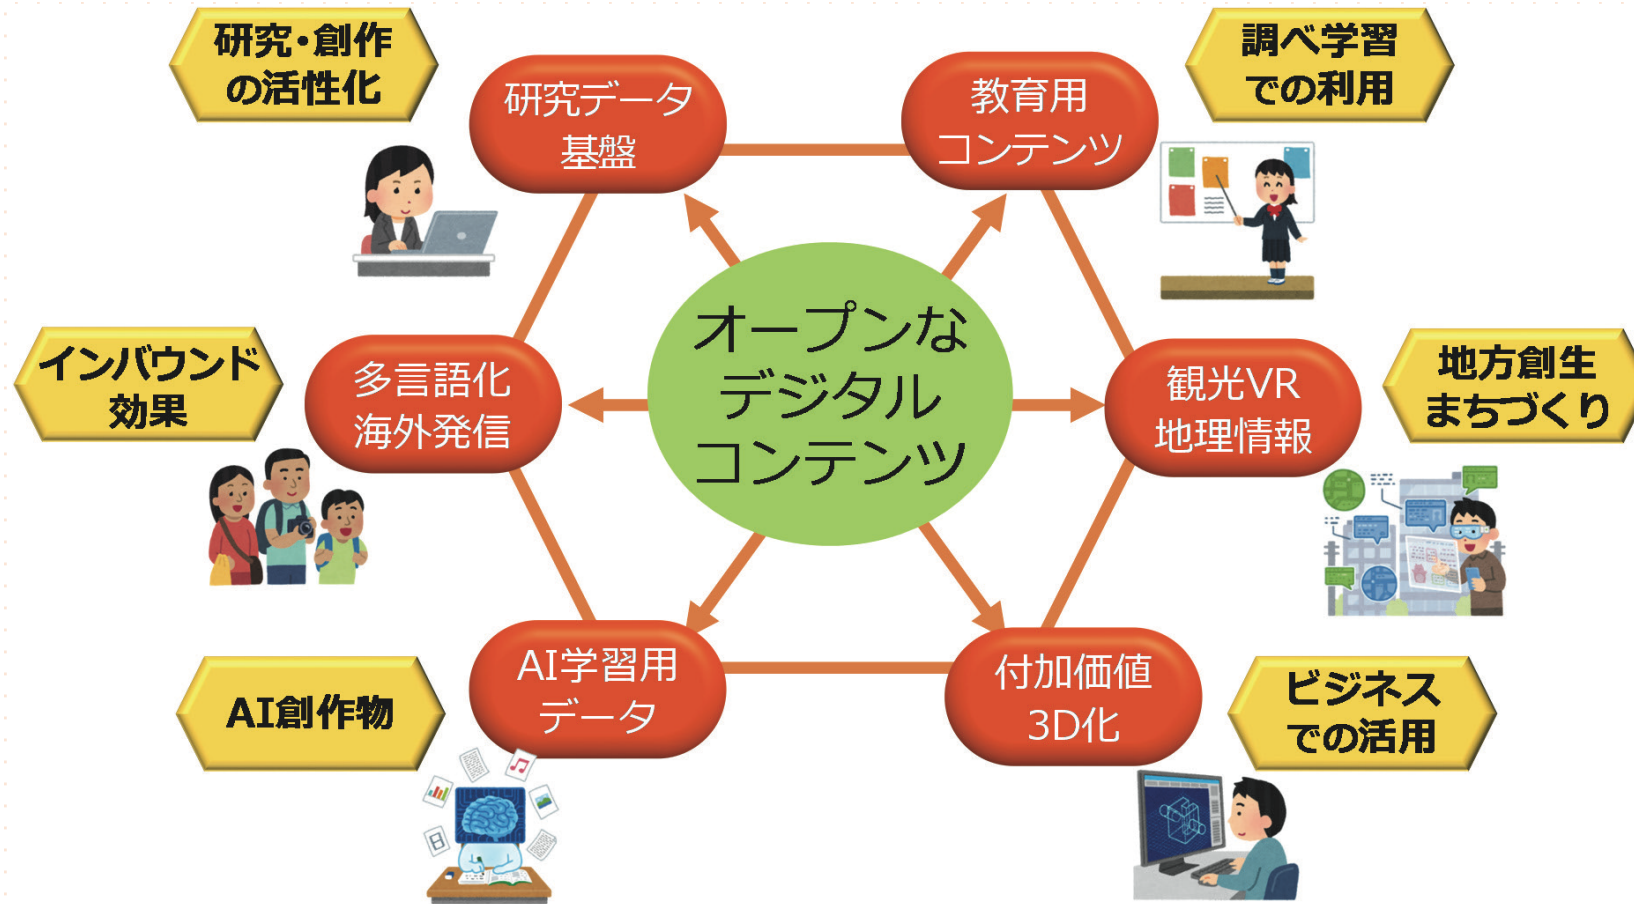 研究・創作
の活性化
研究データ
基盤
教育用
コンテンツ
調べ学習
での利用
インバウンド
効果
多言語化
海外発信
オープンな
デジタル
コンテンツ
観光VR
地理情報
地方創生
まちづくり
AI創作物
AI学習用
データ
付加価値
3D化
ビジネス
での活用